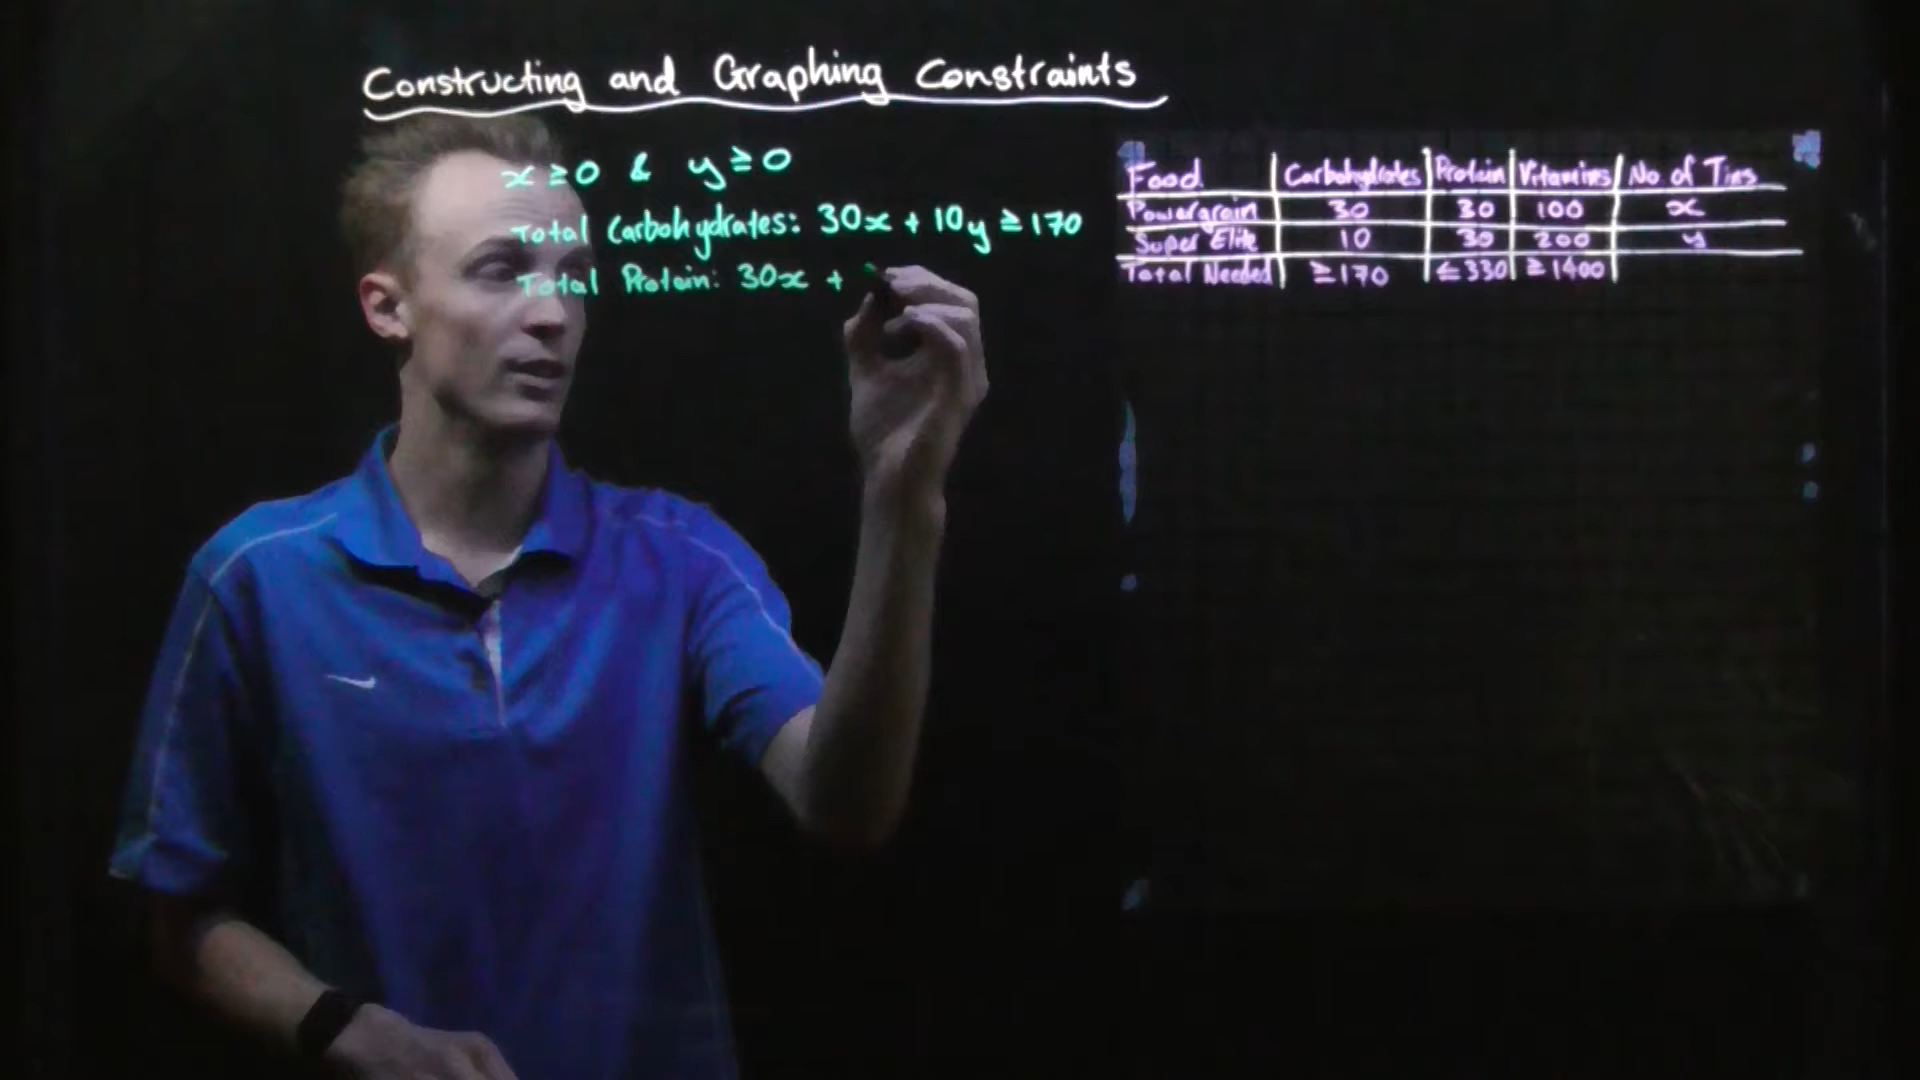 Constructing and Graphing Constraints
x ≥ 0 & y ≥ 0
Total Carbohydrates: 30x + 10y ≥ 170
Total Protein: 30x +
Food Carbohydrates Protein Vitamins No of Tins
Powergrain 30 30 100 x
Super Elite 10 30 200 y
Total Needed ≥170 ≤330 ≥1400